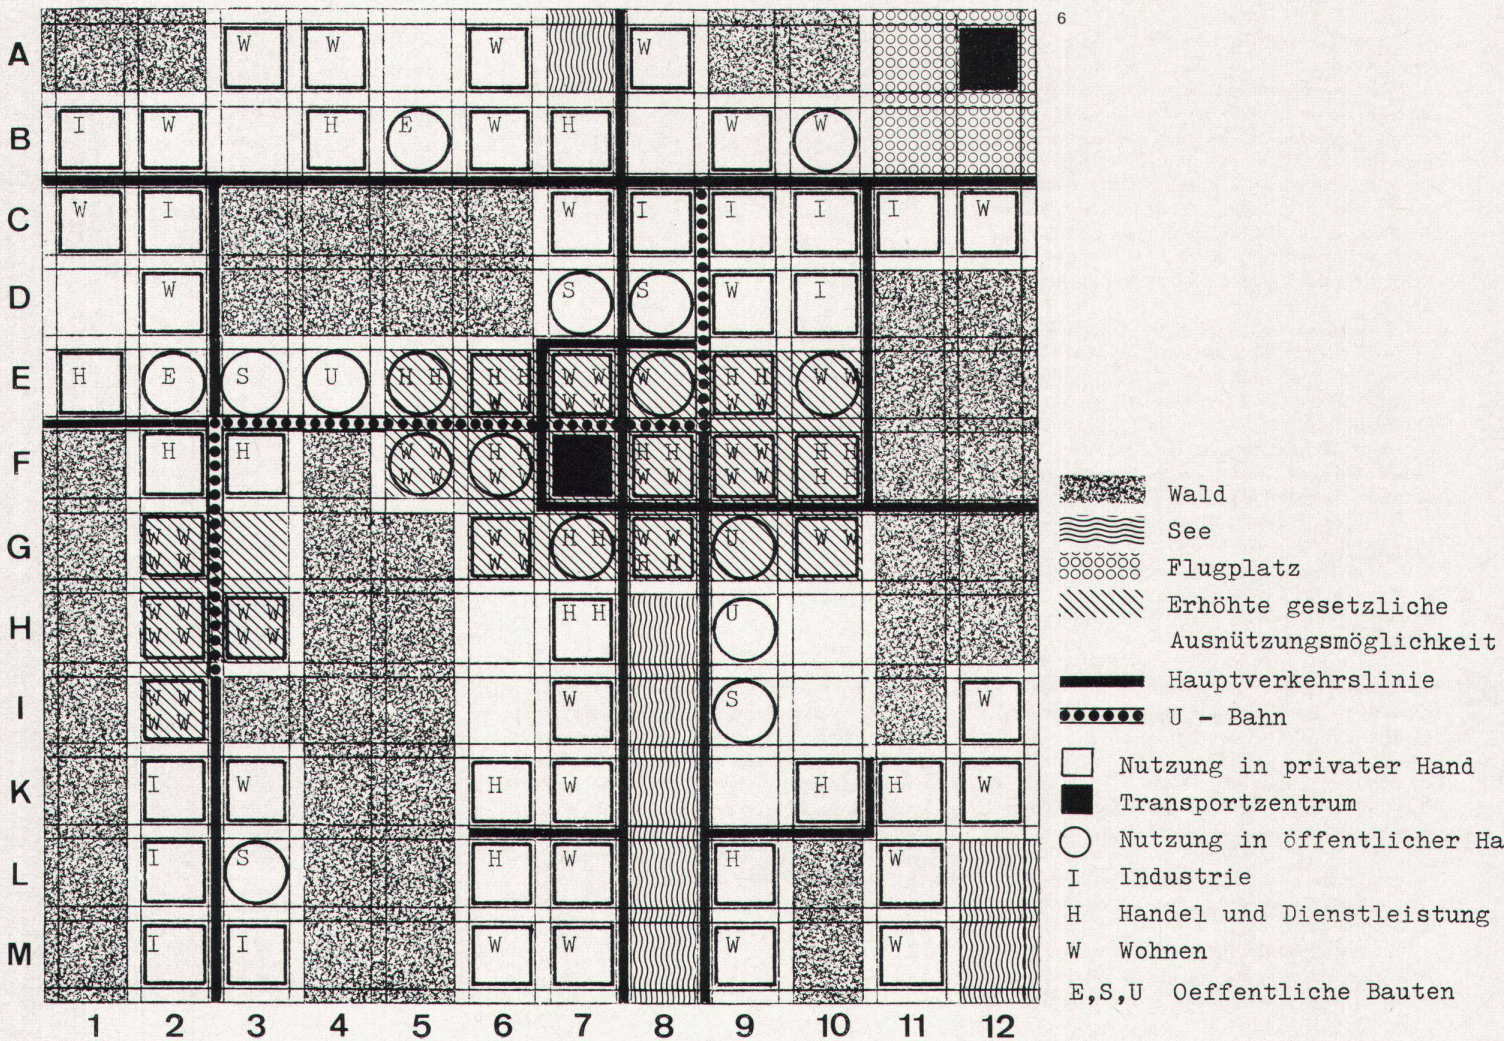 6
A W W W W
B I W H E W H W W
C W I W I I I I W
D W S S W I
E H E S U H H H H W W W W W W W H H W W W W
F H H W W W W H H W W H H W W W W W W H H H H
G W W W W W W W W H H W W H H U W W
H W W W W W W W W H H U
I W W W W W S W
K I W H W H H W
L I S H W H W
M I I W W W W
1 2 3 4 5 6 7 8 9 10 11 12
Wald
See
Flugplatz
Erhöhte gesetzliche
Ausnützungsmöglichkeit
Hauptverkehrslinie
U - Bahn
Nutzung in privater Hand
Transportzentrum
Nutzung in öffentlicher Ha
I Industrie
H Handel und Dienstleistung
W Wohnen
E,S,U Oeffentliche Bauten